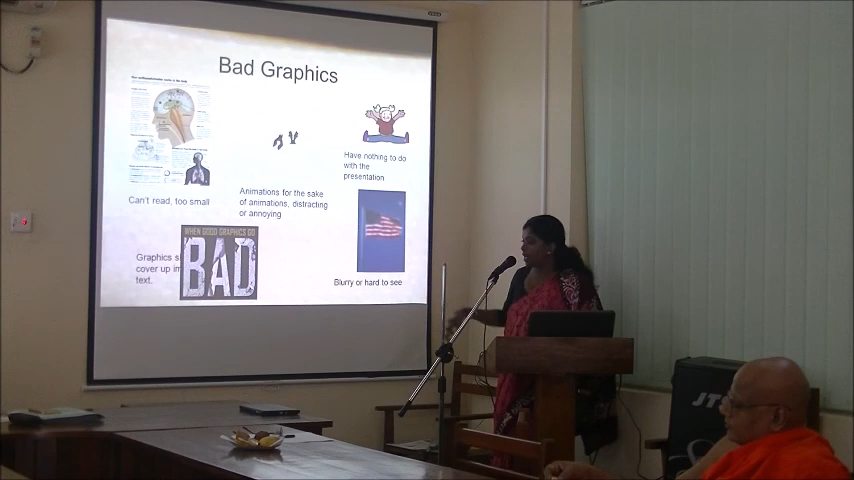 Bad Graphics
Can't read, too small
Animations for the sake
of animations, distracting
or annoying
Have nothing to do
with the
presentation
Graphics
cover up
text.
WHEN GOOD GRAPHICS GO
BAD
Blurry or hard to see